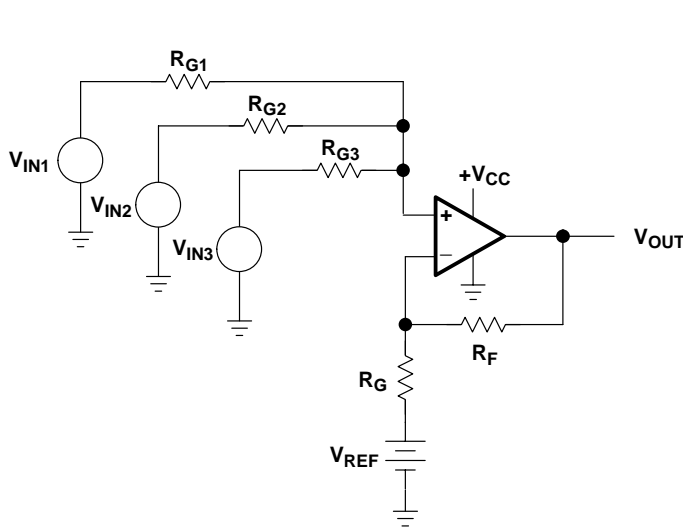 RG1
RG2
RG3
VIN1
+VCC
VIN2
+
VOUT
VIN3
–
RF
RG
VREF